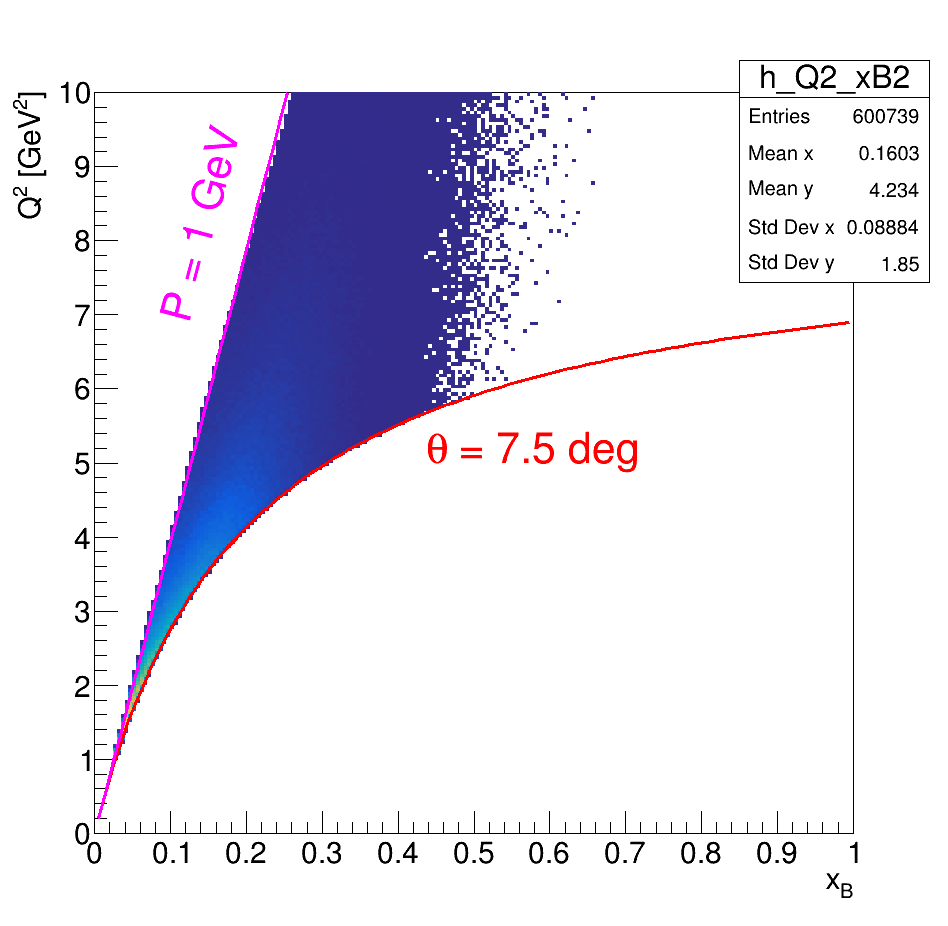 h_Q2_xB2
Entries 600739
Mean x 0.1603
Mean y 4.234
Std Dev x 0.08884
Std Dev y 1.85
Q² [GeV²]
10
9
8
7
6
5
4
3
2
1
0
P = 1 GeV
θ = 7.5 deg
0 0.1 0.2 0.3 0.4 0.5 0.6 0.7 0.8 0.9 1
x_B